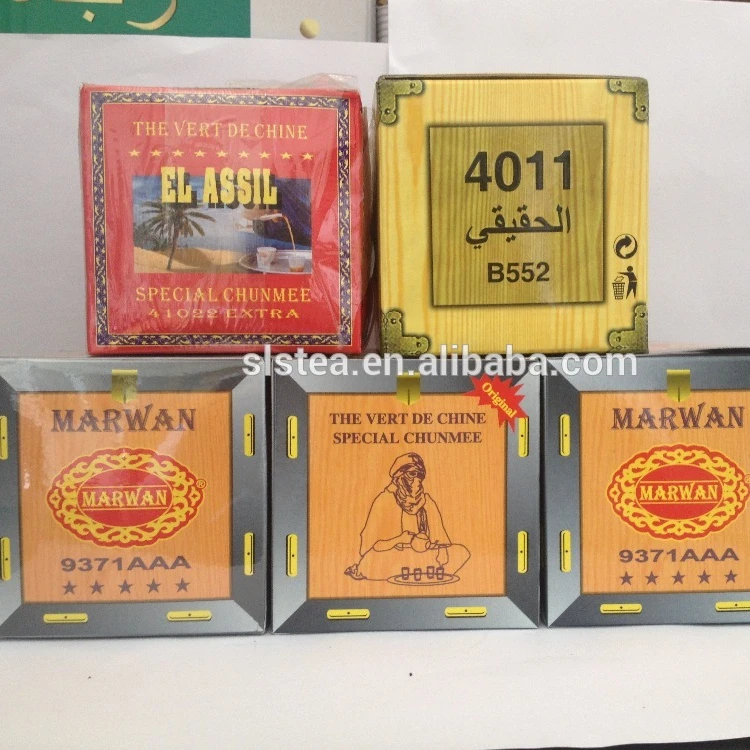 THE VERT DE CHINE
EL ASSIL
SPECIAL CHUNMEE
41022 EXTRA
4011
الحقيقي
B552
slstea.en.alibaba.com
MARWAN
MARWAN
®
9371AAA
Original
THE VERT DE CHINE
SPECIAL CHUNMEE
MARWAN
MARWAN
9371AAA